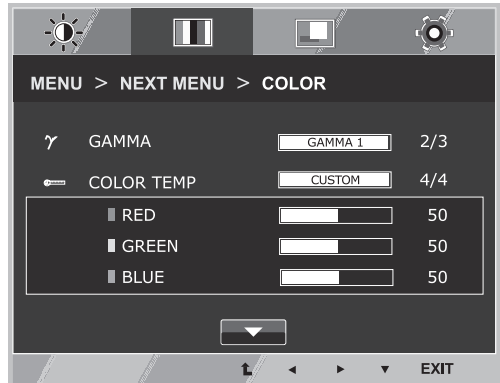 MENU > NEXT MENU > COLOR
GAMMA GAMMA 1 2/3
COLOR TEMP CUSTOM 4/4
RED 50
GREEN 50
BLUE 50
EXIT